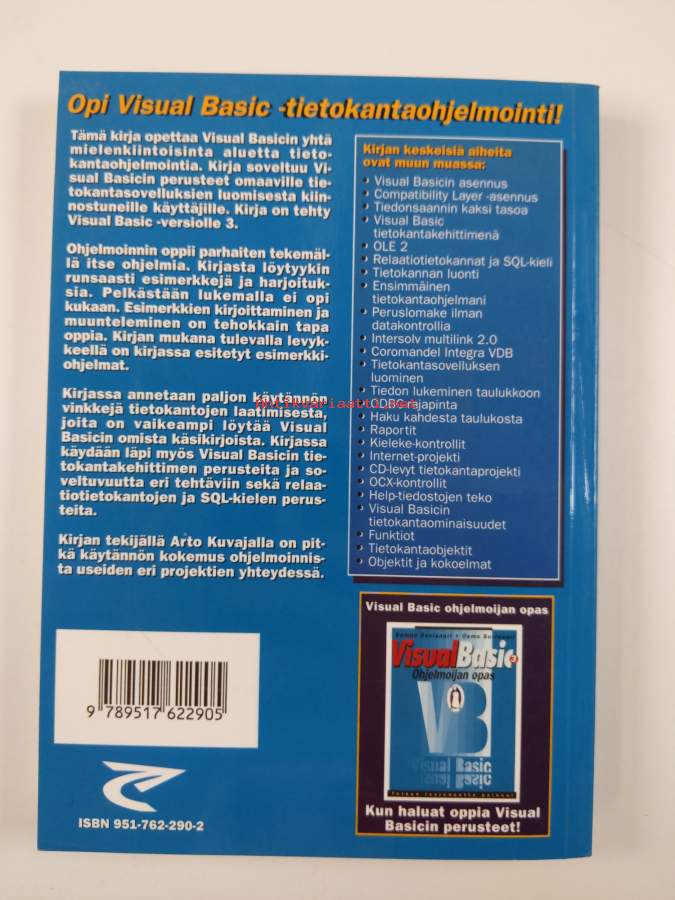 Opi Visual Basic -tietokantaohjelmointi!
Tämä kirja opettaa Visual Basicin yhtä
mielenkiintoisinta aluetta tieto-
kantaohjelmointia. Kirja soveltuu Vi-
sual Basicin perusteet omaaville tie-
tokantasovelluksien luomisesta kiin-
nostuneille käyttäjille. Kirja on tehty
Visual Basic -versiolle 3.
Ohjelmoinnin oppii parhaiten tekemäl-
lä itse ohjelmia. Kirjasta löytyykin
runsaasti esimerkkejä ja harjoituk-
sia. Pelkästään lukemalla ei opi
kukaan. Esimerkkien kirjoittaminen ja
muunteleminen on tehokkain tapa
oppia. Kirjan mukana tulevalla levyk-
keellä on kirjassa esitetyt esimerkki-
ohjelmat.
Kirjassa annetaan paljon käytännön
vinkkejä tietokantojen laatimisesta,
joita on vaikeampi löytää Visual
Basicin omista käsikirjoista. Kirjassa
käydään läpi myös Visual Basicin tie-
tokantakehittimen perusteita ja so-
veltuvuutta eri tehtäviin sekä relaa-
tiotietokantojen ja SQL-kielen perus-
teita.
Kirjan tekijällä Arto Kuvajalla on pit-
kä käytännön kokemus ohjelmoinnis-
ta useiden eri projektien yhteydessä.
Kirjan keskeisiä aiheita
ovat muun muassa:
• Visual Basicin asennus
• Compatibility Layer -asennus
• Tiedonsaannin kaksi tasoa
• Visual Basic
tietokantakehittimenä
• OLE 2
• Relaatiotietokannat ja SQL-kieli
• Tietokannan luonti
• Ensimmäinen
tietokantaohjelmani
• Peruslomake ilman
datakontrollia
• Intersolv multilink 2.0
• Coromandel Integra VDB
• Tietokantasovelluksen
luominen
• Tiedon lukeminen taulukkoon
• ODBC-rajapinta
• Haku kahdesta taulukosta
• Raportit
• Kieleke-kontrollit
• Internet-projekti
• CD-levyt tietokantaprojekti
• OCX-kontrollit
• Help-tiedostojen teko
• Visual Basicin
tietokantaominaisuudet
• Funktiot
• Tietokantaobjektit
• Objektit ja kokoelmat
antikvariaatti.net
Visual Basic ohjelmoijan opas
VisualBasic 3
Ohjelmoijan opas
VB
Visual Basic
Kun haluat oppia Visual
Basicin perusteet!
9 789517 622905
ISBN 951-762-290-2